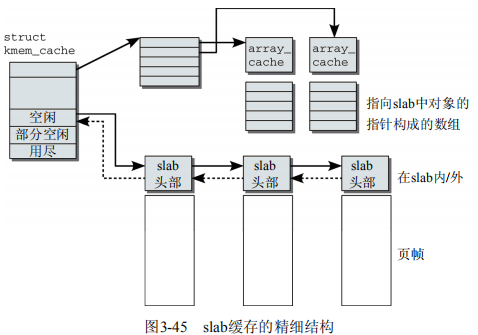 struct
kmem_cache
array_
cache
array_
cache
指向slab中对象的
指针构成的数组
空闲
部分空闲
用尽
slab
头部
slab
头部
slab
头部
在slab内/外
页帧
图3-45 slab缓存的精细结构